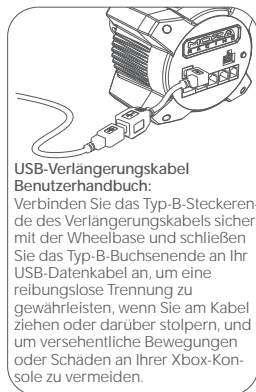 MOZA
USB-Verlängerungskabel
Benutzerhandbuch:
Verbinden Sie das Typ-B-Steckeren-
de des Verlängerungskabels sicher
mit der Wheelbase und schließen
Sie das Typ-B-Buchsenende an Ihr
USB-Datenkabel an, um eine
reibungslose Trennung zu
gewährleisten, wenn Sie am Kabel
ziehen oder darüber stolpern, und
um versehentliche Bewegungen
oder Schäden an Ihrer Xbox-Kon-
sole zu vermeiden.